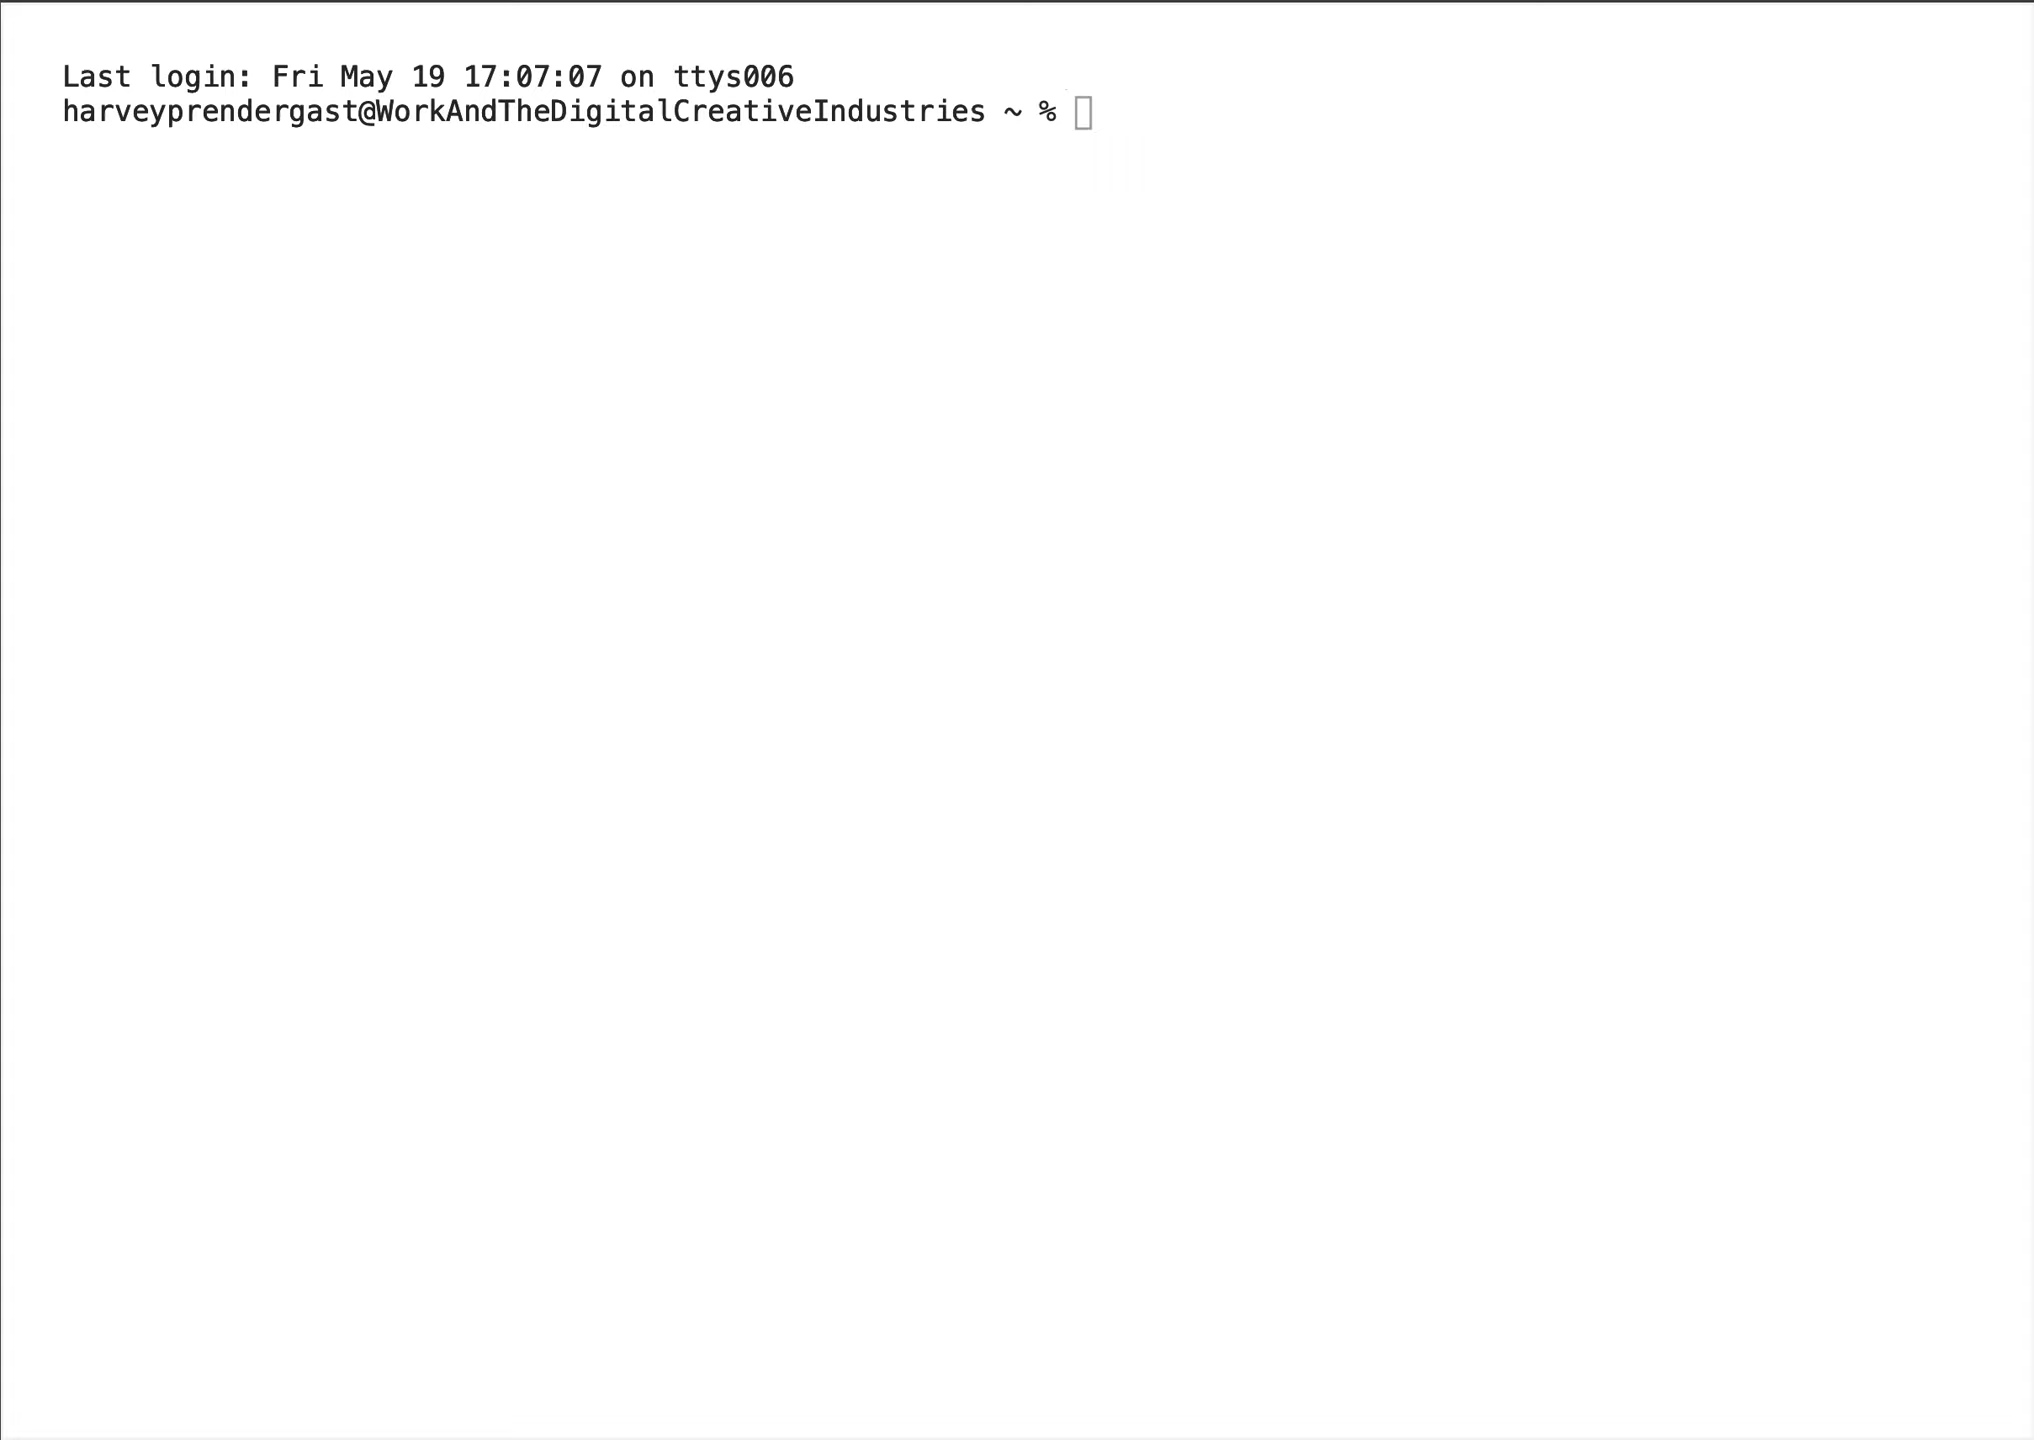 Last login: Fri May 19 17:07:07 on ttys006
harveyprendergast@WorkAndTheDigitalCreativeIndustries ~ %